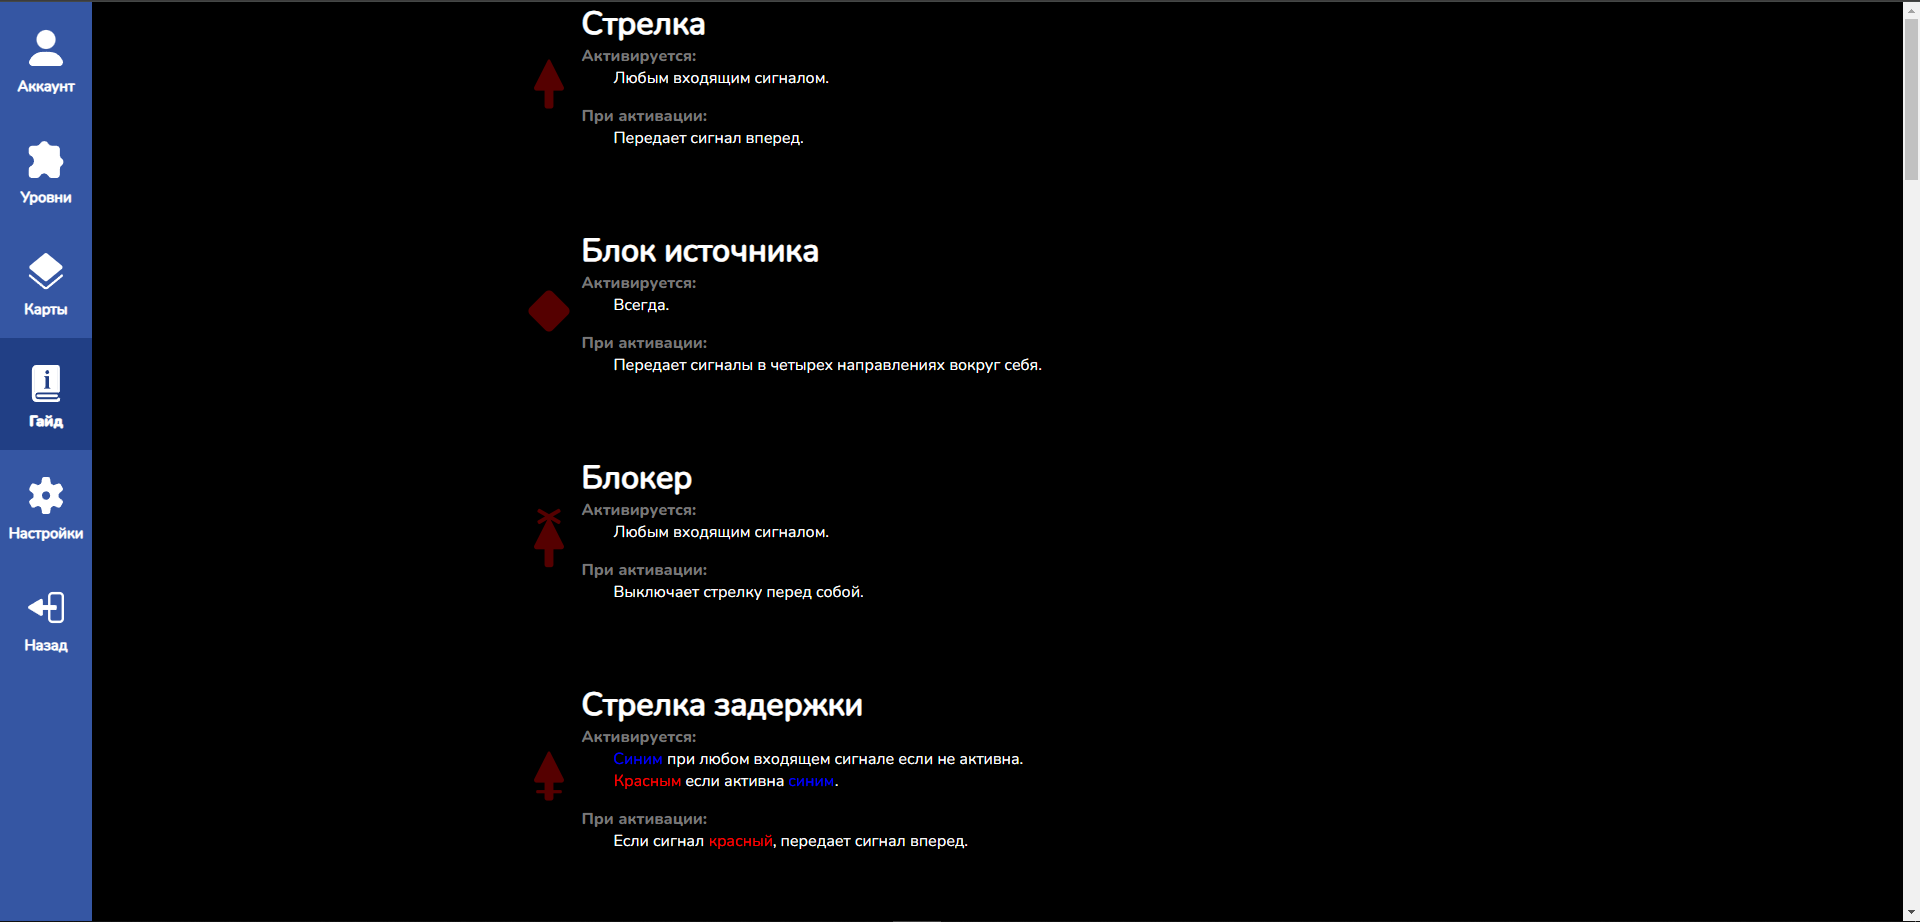 Аккаунт
Уровни
Карты
Гайд
Настройки
Назад
Стрелка
Активируется:
Любым входящим сигналом.
При активации:
Передает сигнал вперед.
Блок источника
Активируется:
Всегда.
При активации:
Передает сигналы в четырех направлениях вокруг себя.
Блокер
Активируется:
Любым входящим сигналом.
При активации:
Выключает стрелку перед собой.
Стрелка задержки
Активируется:
Синим при любом входящем сигнале если не активна.
Красным если активна синим.
При активации:
Если сигнал красный, передает сигнал вперед.